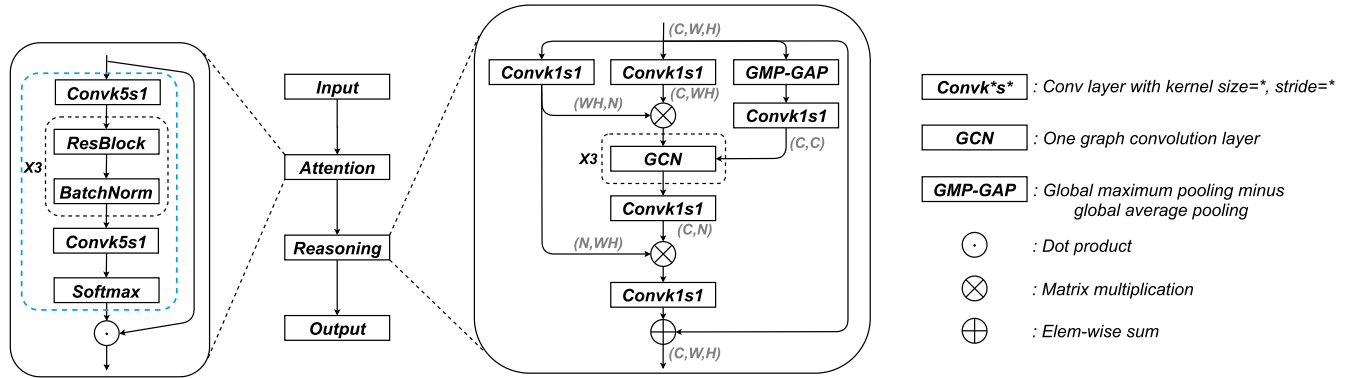 Convk5s1
ResBlock
X3
BatchNorm
Convk5s1
Softmax
Input
Attention
Reasoning
Output
(C,W,H)
Convk1s1
Convk1s1
GMP-GAP
(C,WH)
(WH,N)
Convk1s1
(C,C)
X3
GCN
Convk1s1
(C,N)
(N,WH)
Convk1s1
(C,W,H)
Convk*s* : Conv layer with kernel size=*, stride=*
GCN : One graph convolution layer
GMP-GAP : Global maximum pooling minus
global average pooling
: Dot product
: Matrix multiplication
: Elem-wise sum